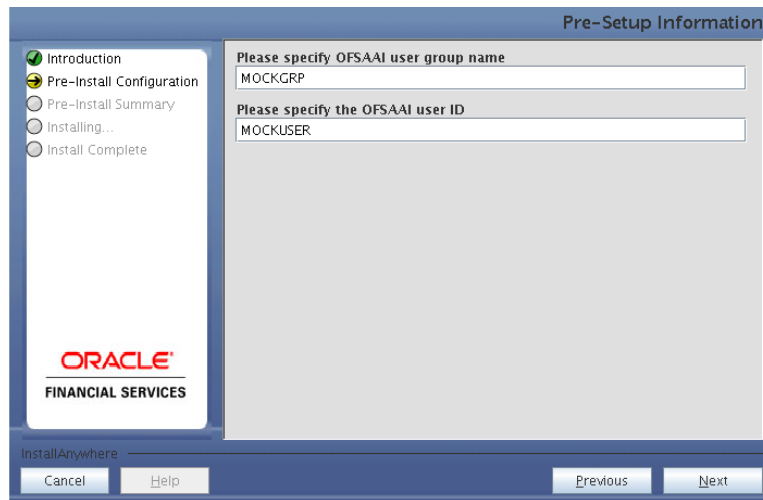 Pre-Setup Information
Introduction
Pre-Install Configuration
Pre-Install Summary
Installing...
Install Complete
ORACLE'
FINANCIAL SERVICES
Please specify OFSAAI user group name
MOCKGRP
Please specify the OFSAAI user ID
MOCKUSER
InstallAnywhere
Cancel
Help
Previous
Next